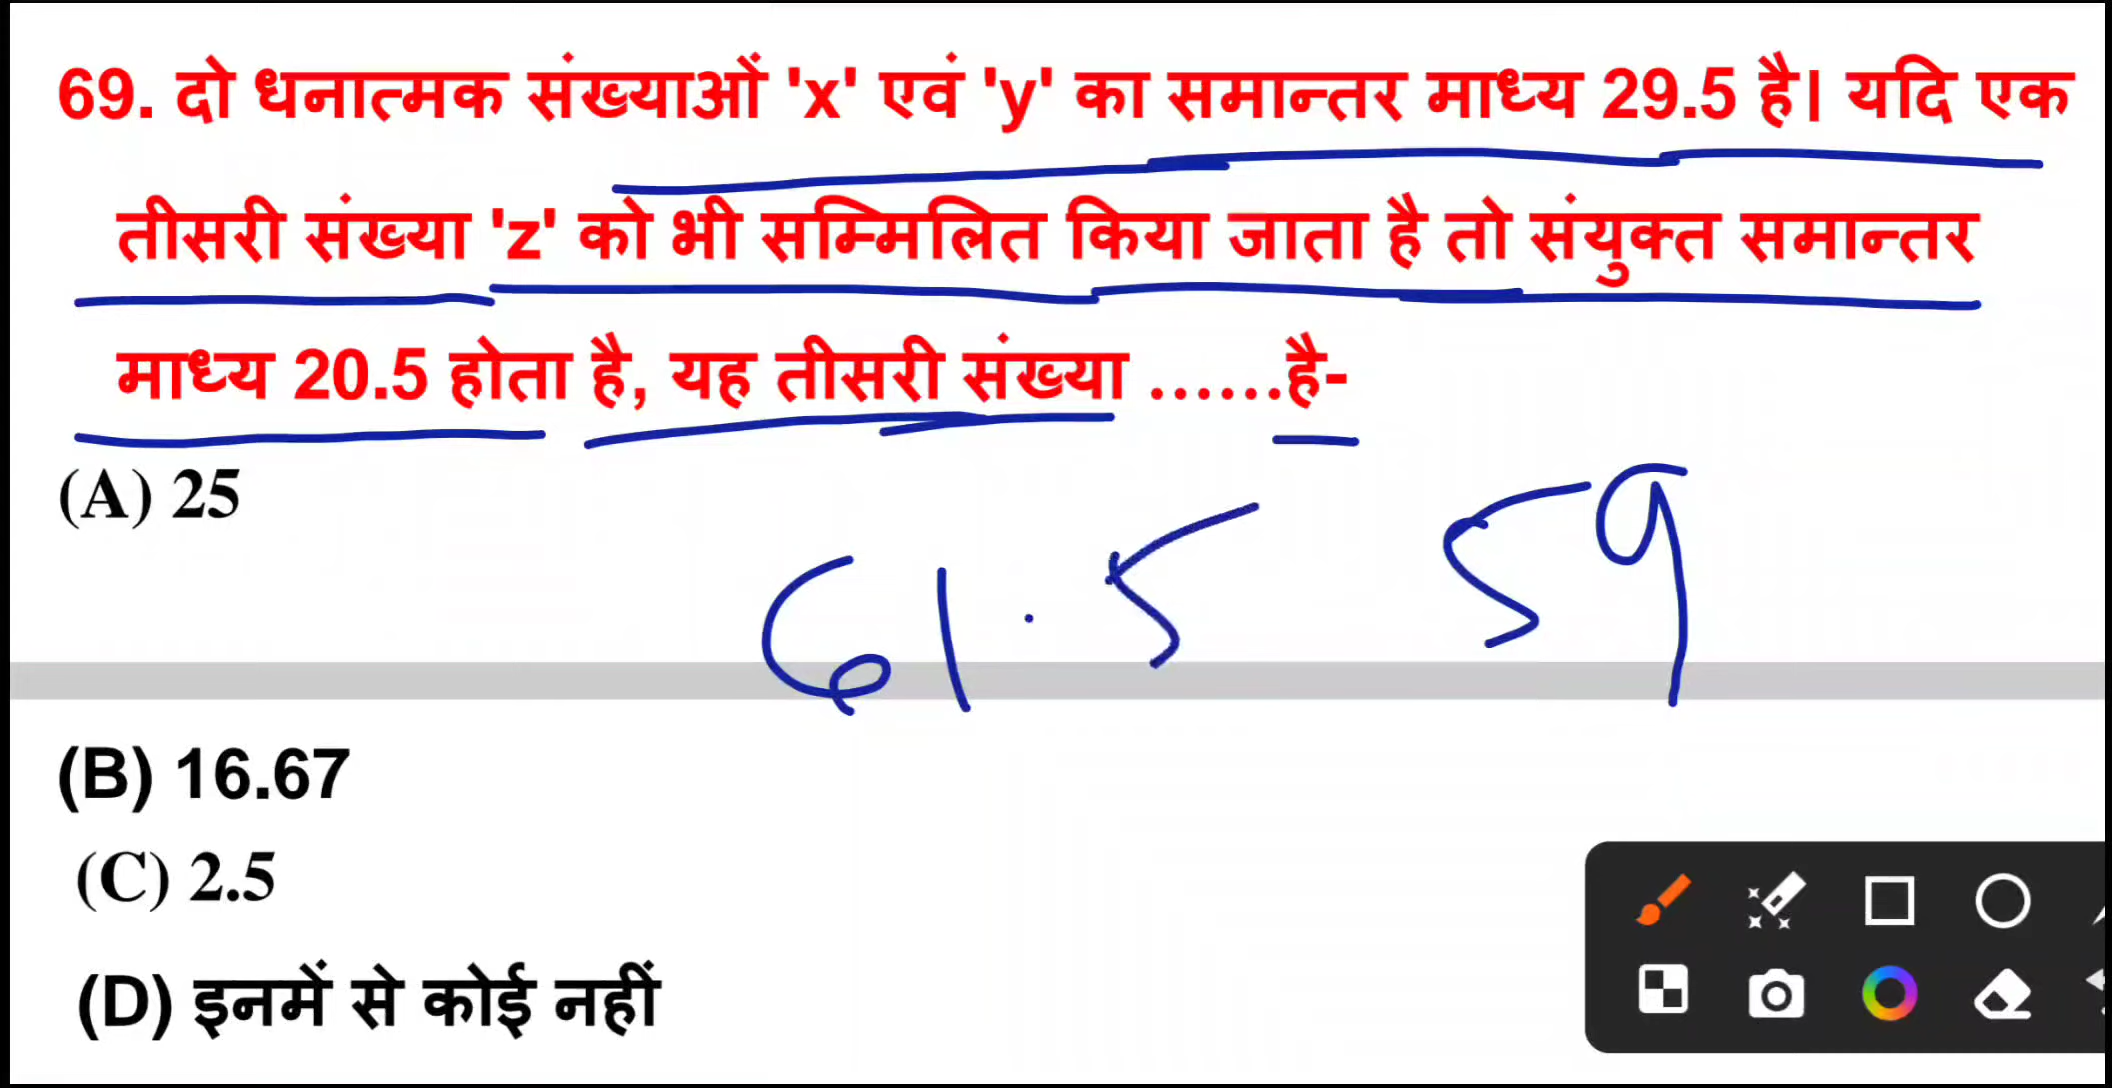 69. दो धनात्मक संख्याओं 'x' एवं 'y' का समान्तर माध्य 29.5 है। यदि एक
तीसरी संख्या 'z' को भी सम्मिलित किया जाता है तो संयुक्त समान्तर
माध्य 20.5 होता है, यह तीसरी संख्या ......है-
(A) 25
61.5 59
(B) 16.67
(C) 2.5
(D) इनमें से कोई नहीं